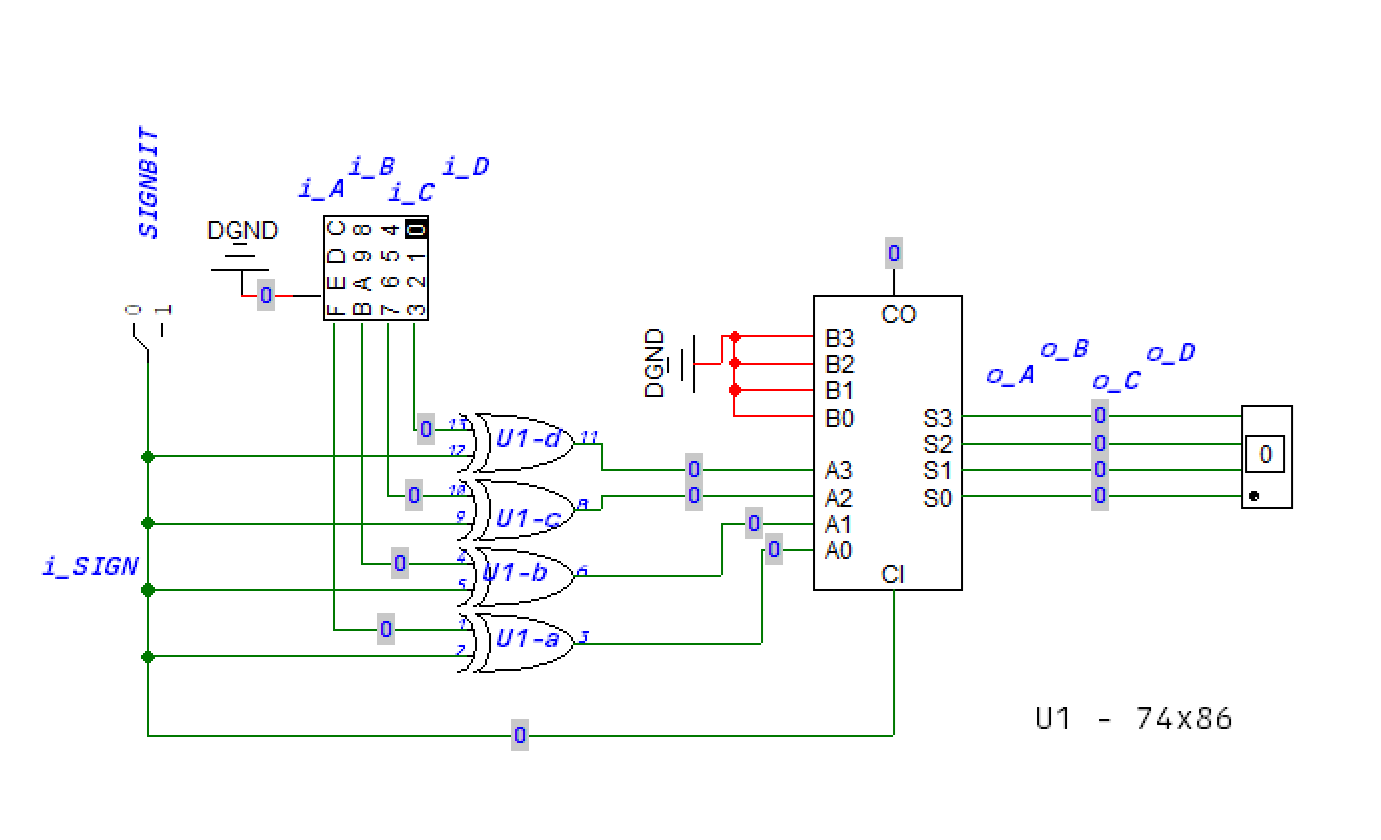 SIGNBIT
i_A
i_B
i_C
i_D
DGND
C 8 4 0
D 9 5 1
E A 6 2
F B 7 3
0
0
1
0
CO
DGND
B3
B2
B1
B0
o_A
o_B
o_C
o_D
0 13 U1-d 11
12
0 A3 S3 0
0 A2 S2 0
0 A1 S1 0
0 A0 S0 0
0
0 10 U1-c 8
9
i_SIGN
0 4 U1-b 6
5
0 1 U1-a 3
2
CI
0
U1 - 74x86